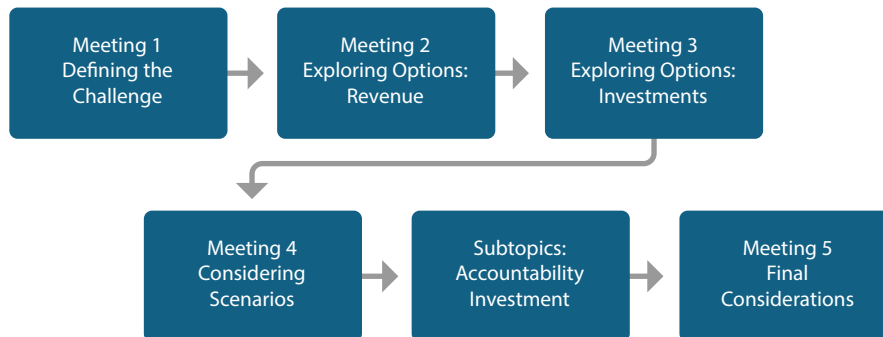 Meeting 1
Defining the
Challenge
Meeting 2
Exploring Options:
Revenue
Meeting 3
Exploring Options:
Investments
Meeting 4
Considering
Scenarios
Subtopics:
Accountability
Investment
Meeting 5
Final
Considerations